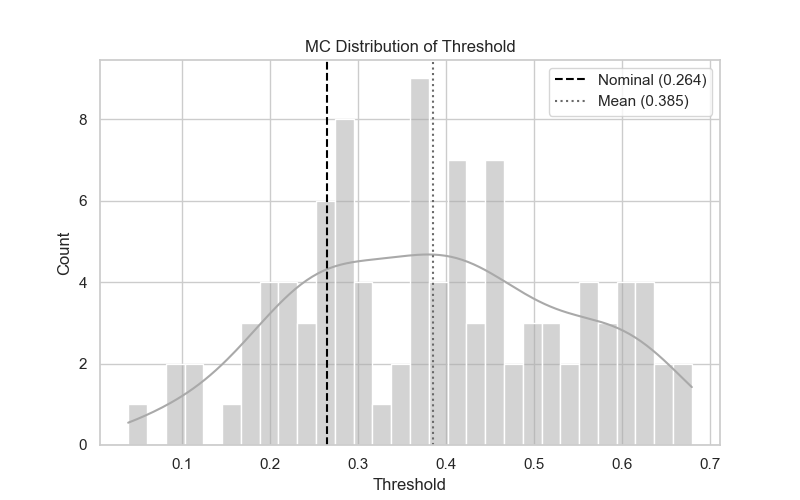 MC Distribution of Threshold
Nominal (0.264)
Mean (0.385)
8
6
4
2
0
Count
0.1 0.2 0.3 0.4 0.5 0.6 0.7
Threshold